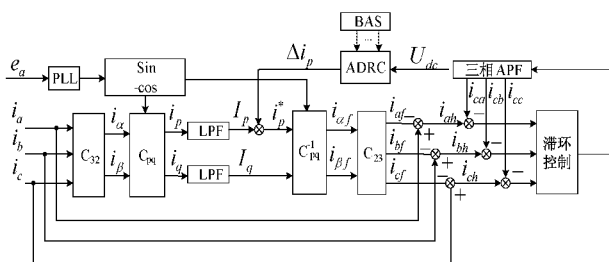 BAS
...
Δi_p
ADRC
U_dc
三相 APF
e_a
PLL
Sin
-cos
i_ca
i_cb
i_cc
i_a
i_b
i_c
C_32
i_α
i_β
C_pq
i_p
i_q
LPF
LPF
I_p
I_q
i_p^*
C_pq^-1
i_αf
i_βf
C_23
i_af
i_bf
i_cf
−
+
−
+
−
+
i_ah
i_bh
i_ch
−
−
−
滞环
控制